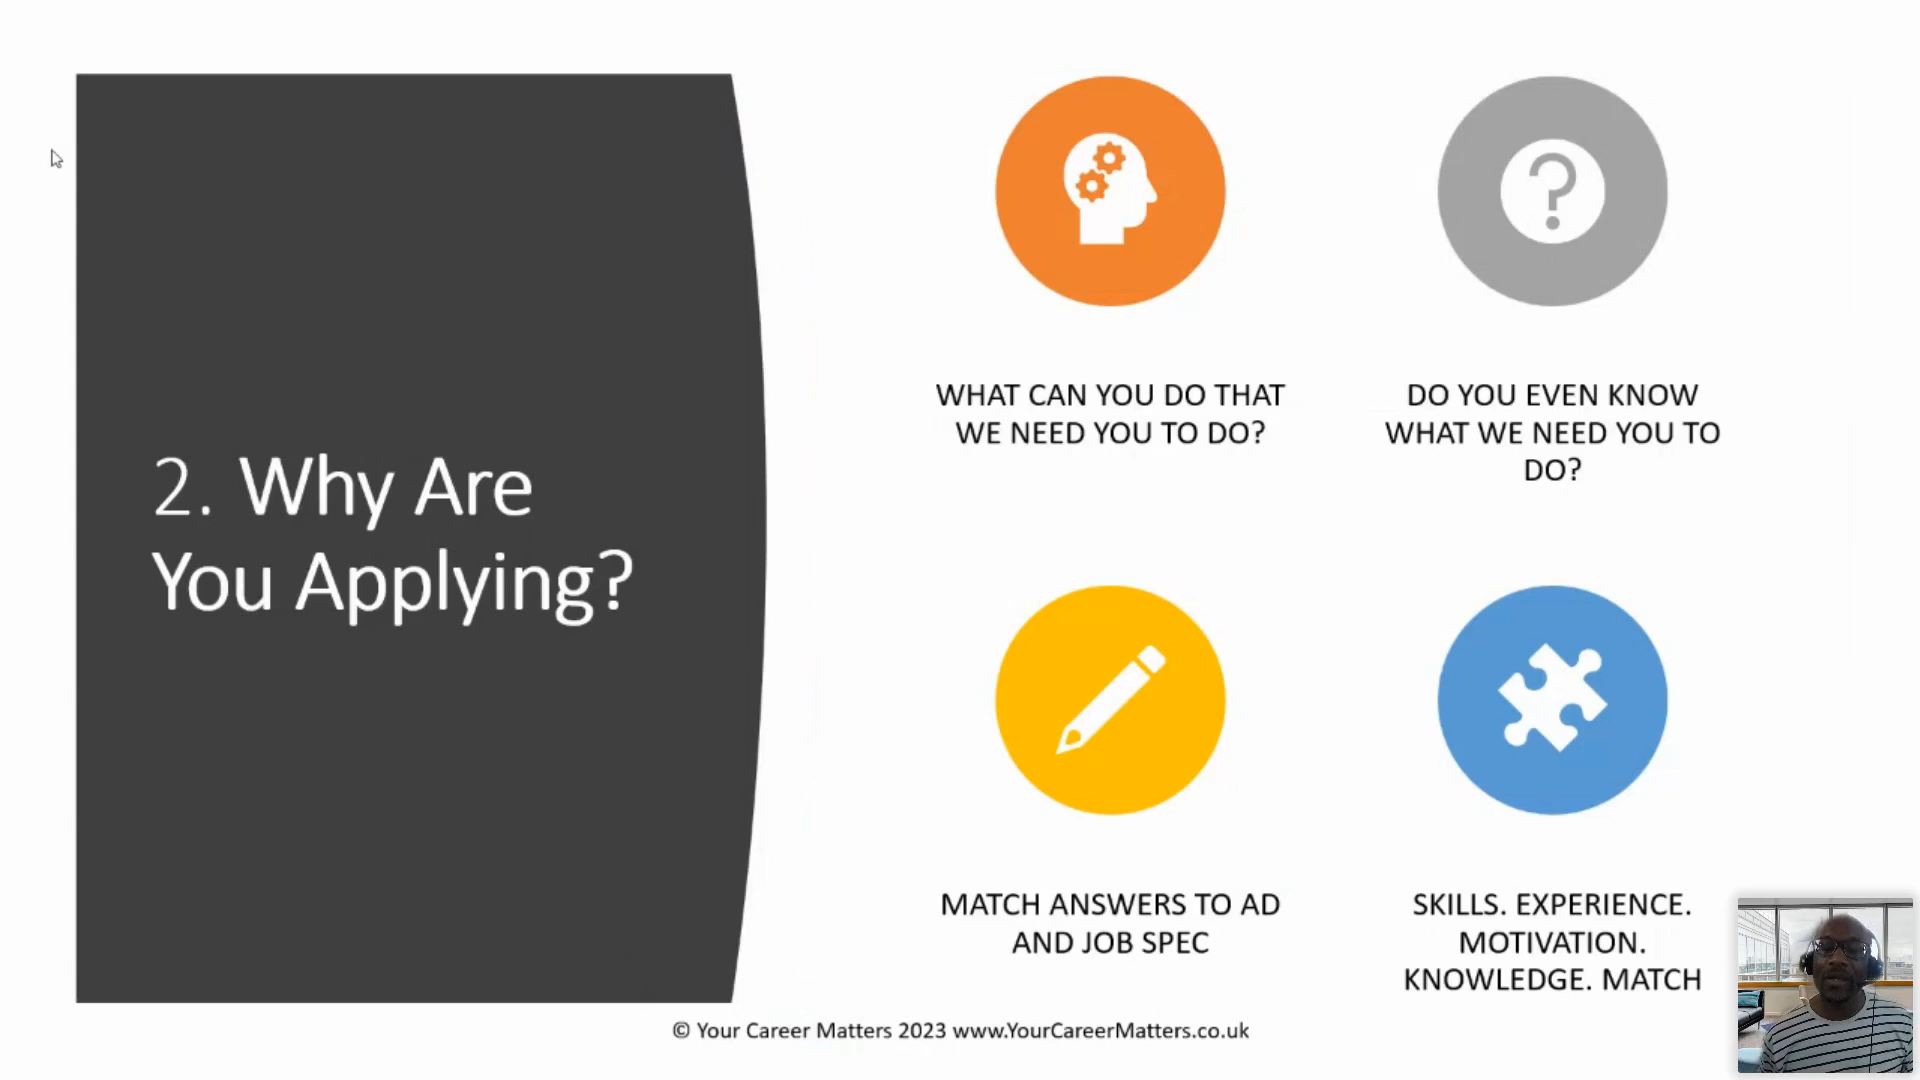 2. Why Are
You Applying?
WHAT CAN YOU DO THAT
WE NEED YOU TO DO?
DO YOU EVEN KNOW
WHAT WE NEED YOU TO
DO?
MATCH ANSWERS TO AD
AND JOB SPEC
SKILLS. EXPERIENCE.
MOTIVATION.
KNOWLEDGE. MATCH
© Your Career Matters 2023 www.YourCareerMatters.co.uk